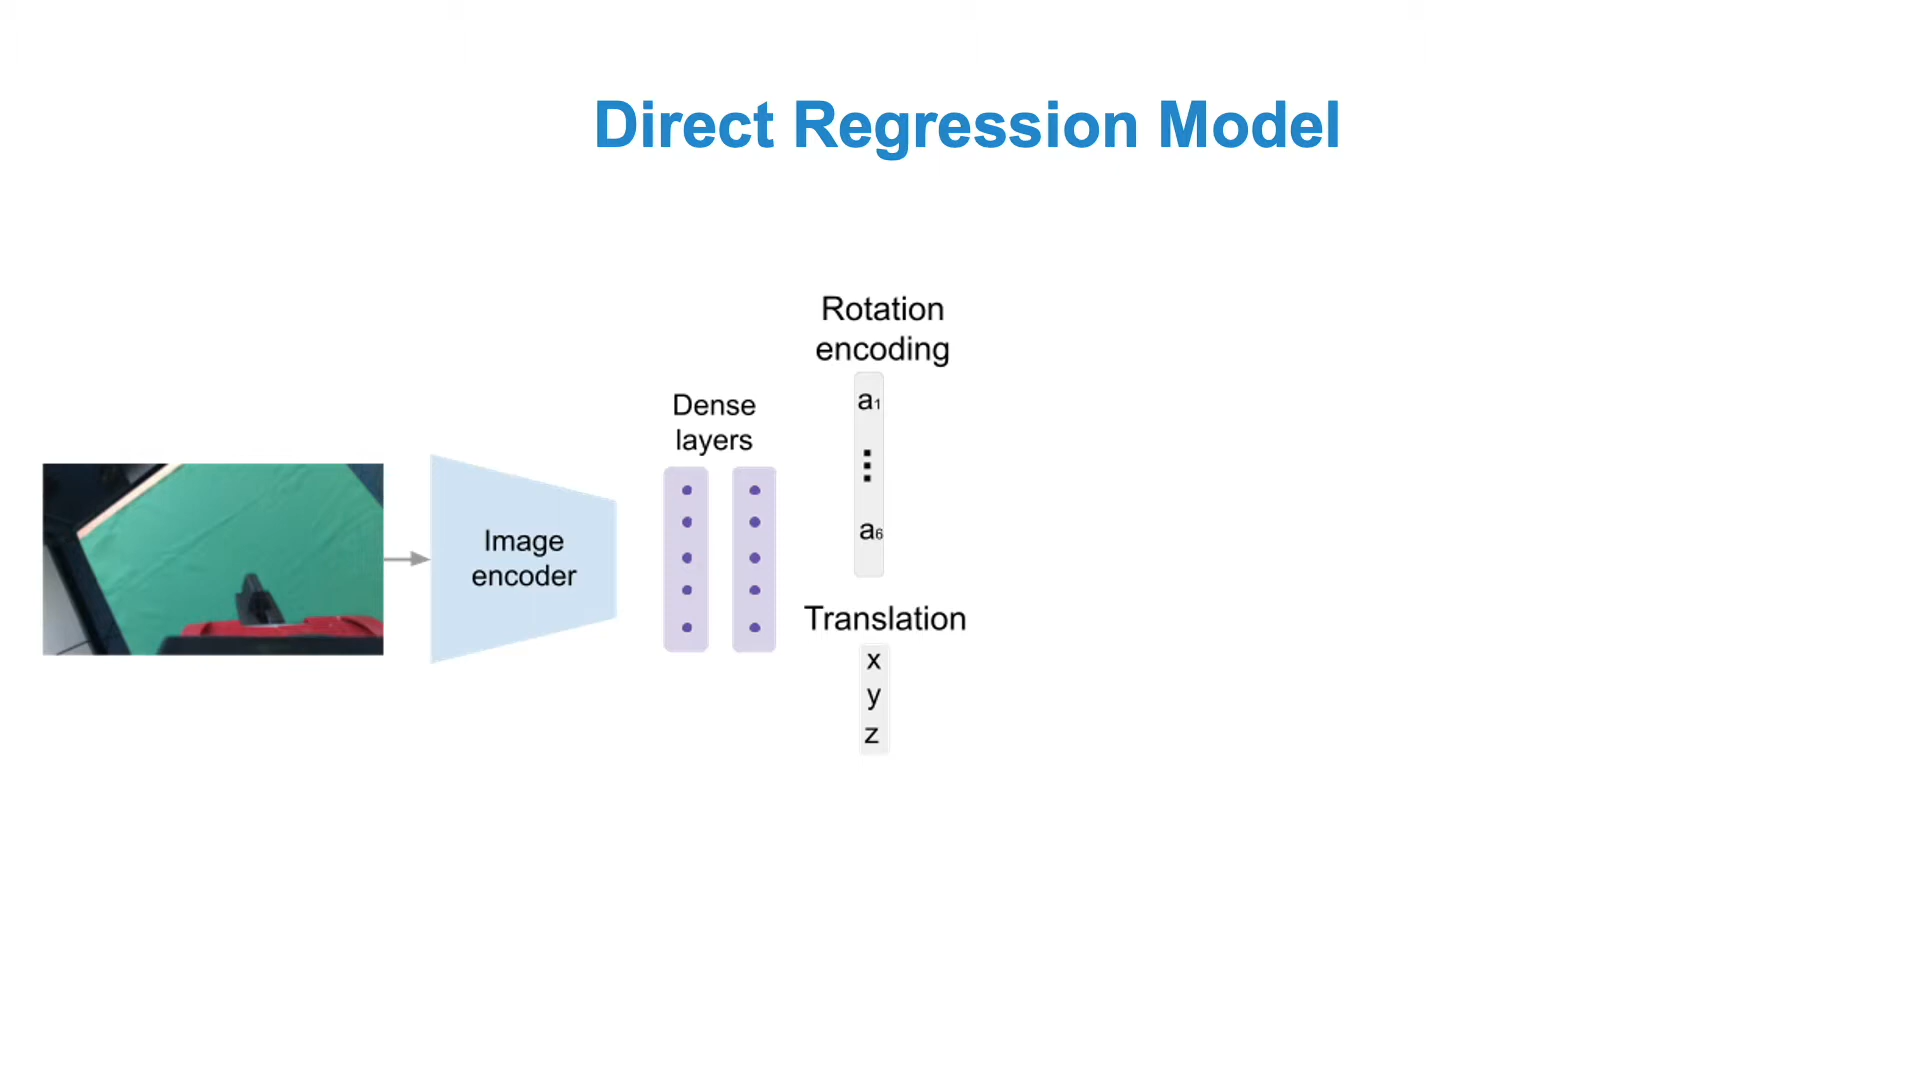 Direct Regression Model
Rotation
encoding
a1
⋮
a6
Dense
layers
Image
encoder
Translation
x
y
z